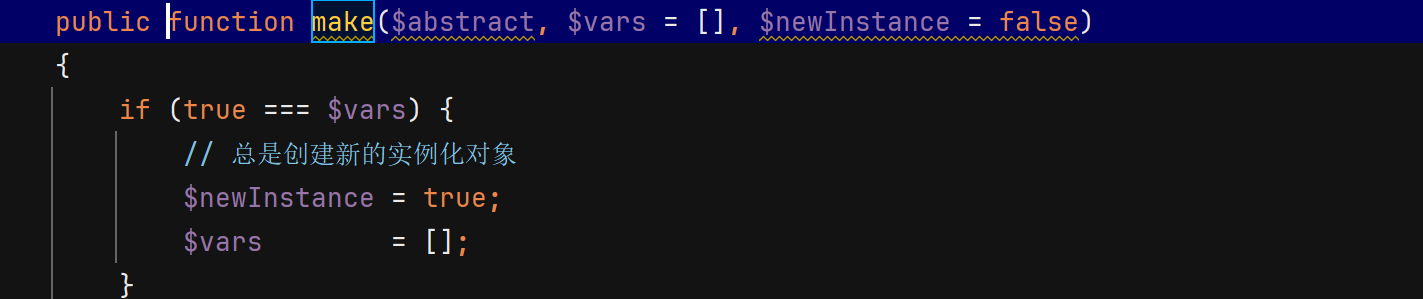 public function make($abstract, $vars = [], $newInstance = false)
{
if (true === $vars) {
// 总是创建新的实例化对象
$newInstance = true;
$vars        = [];
}